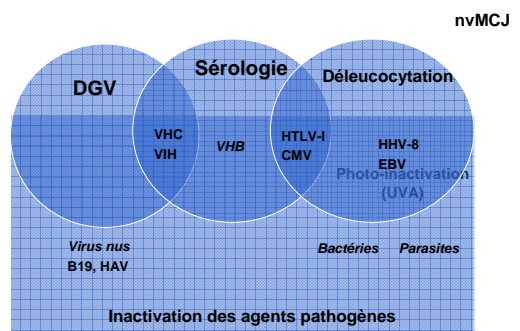 nvMCJ
DGV
Sérologie
Déleucocytation
VHC
VIH
VHB
HTLV-I
CMV
HHV-8
EBV
Photo-inactivation
(UVA)
Virus nus
B19, HAV
Bactéries
Parasites
Inactivation des agents pathogènes